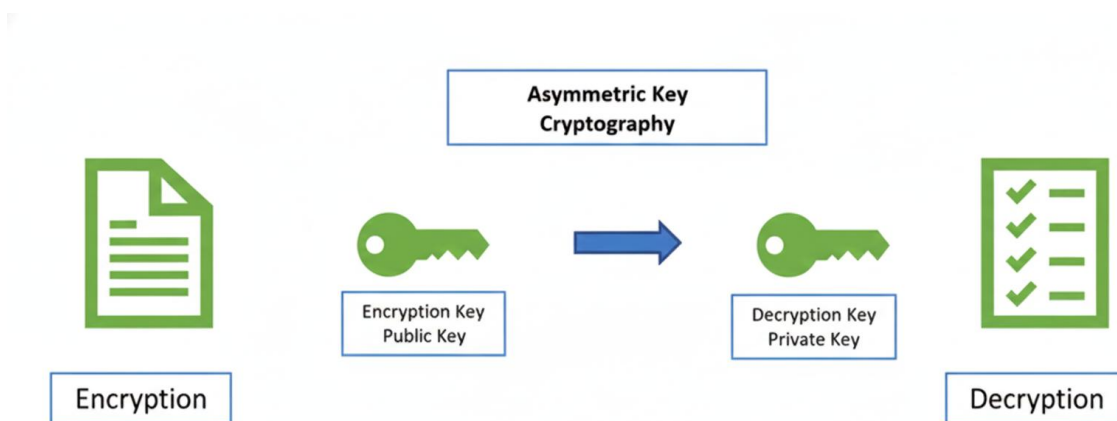 Asymmetric Key
Cryptography
Encryption Key
Public Key
Decryption Key
Private Key
Encryption
Decryption